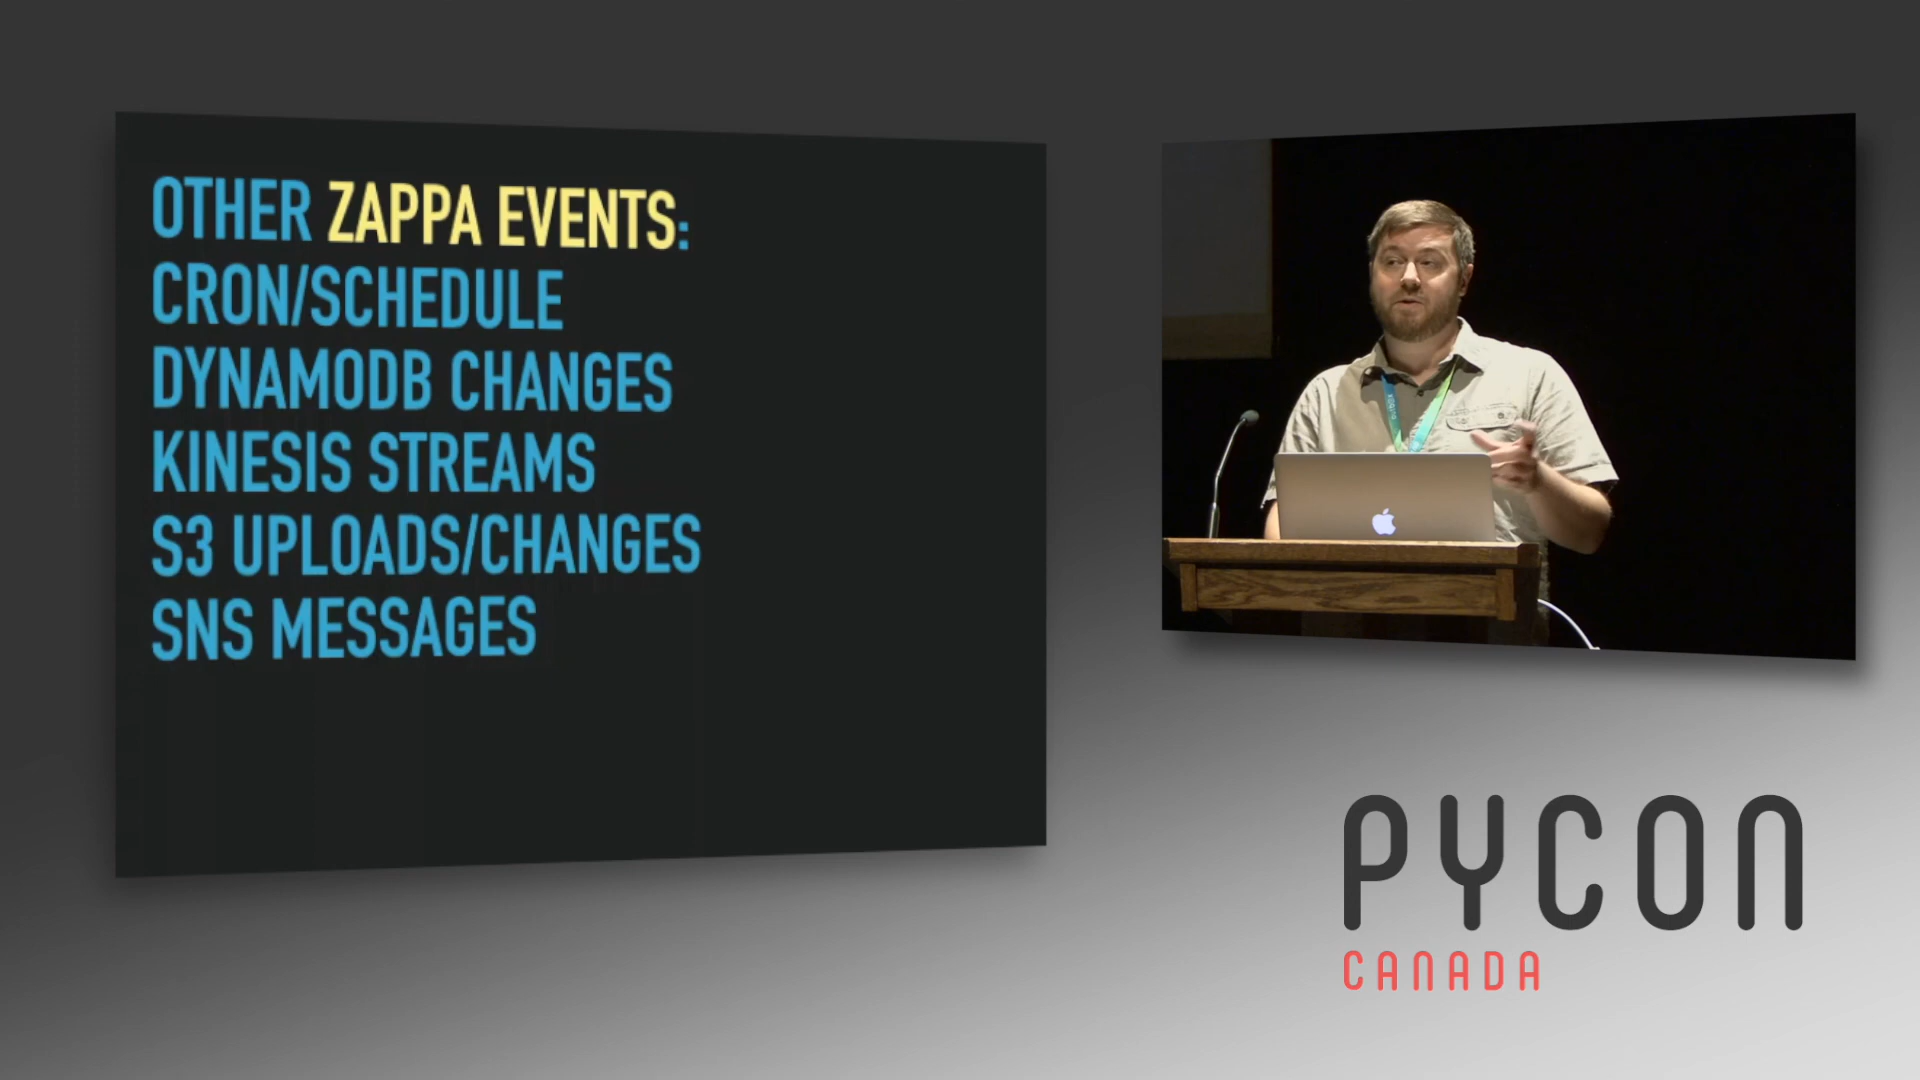 OTHER ZAPPA EVENTS:
CRON/SCHEDULE
DYNAMODB CHANGES
KINESIS STREAMS
S3 UPLOADS/CHANGES
SNS MESSAGES
PYCON
CANADA